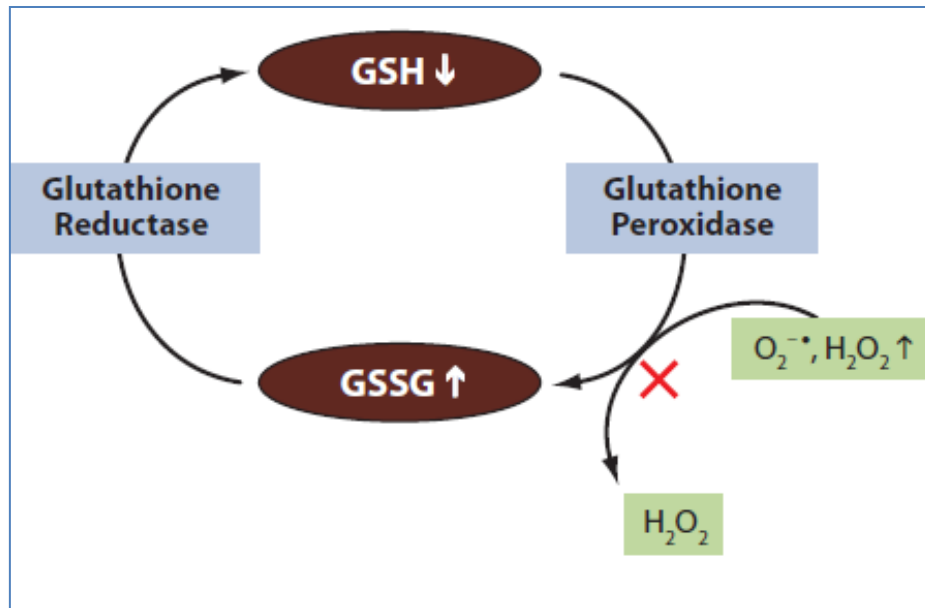 GSH ↓
Glutathione
Reductase
Glutathione
Peroxidase
O₂⁻•, H₂O₂ ↑
GSSG ↑
H₂O₂